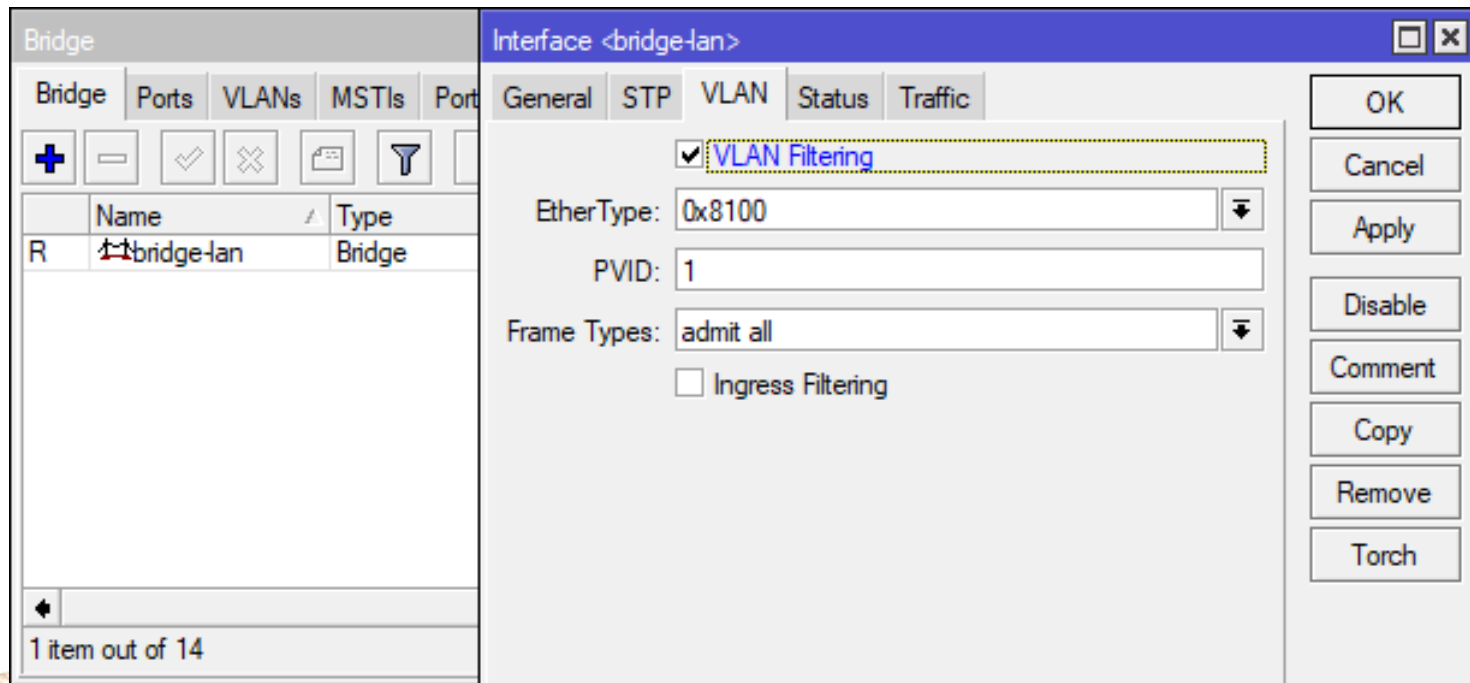 Bridge
Bridge Ports VLANs MSTIs Port
Name Type
R bridge-lan Bridge
1 item out of 14
Interface <bridge-lan>
General STP VLAN Status Traffic
VLAN Filtering
EtherType: 0x8100
PVID: 1
Frame Types: admit all
Ingress Filtering
OK
Cancel
Apply
Disable
Comment
Copy
Remove
Torch